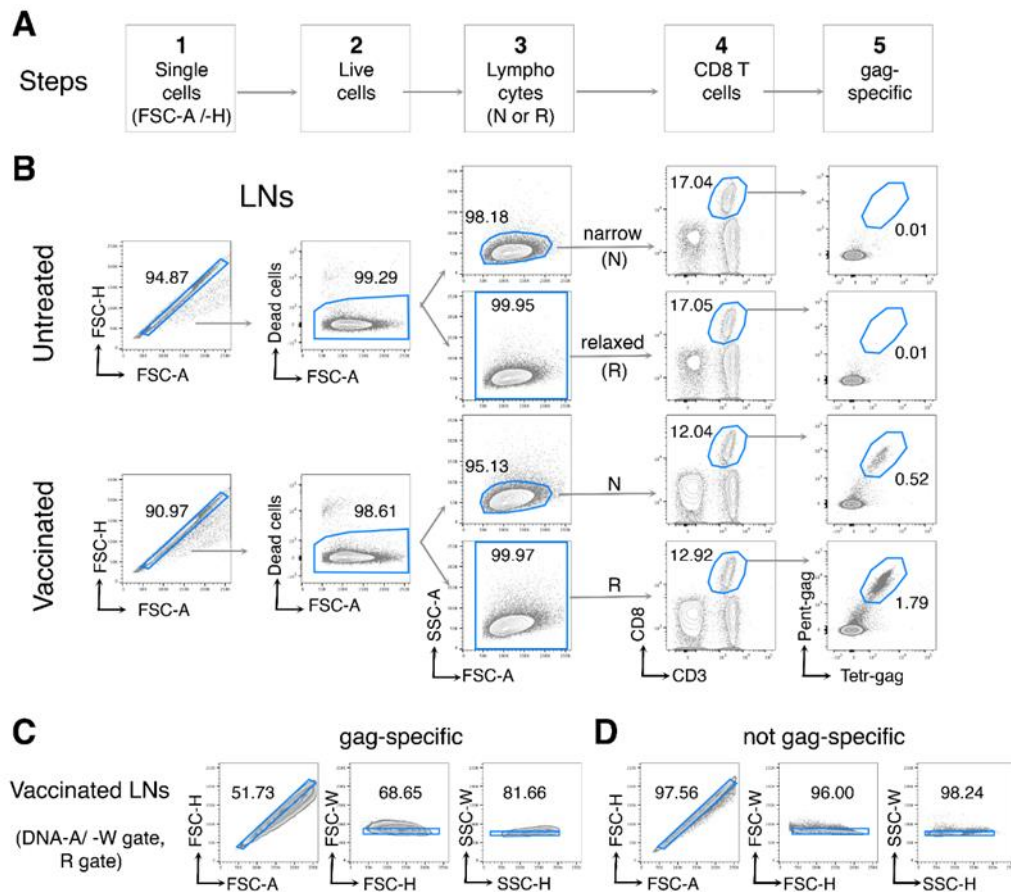 A
Steps
1
Single
cells
(FSC-A /-H)
2
Live
cells
3
Lympho
cytes
(N or R)
4
CD8 T
cells
5
gag-
specific
B
LNs
Untreated
94.87
FSC-H
FSC-A
99.29
Dead cells
FSC-A
98.18
narrow
(N)
17.04
0.01
99.95
relaxed
(R)
17.05
0.01
Vaccinated
90.97
FSC-H
FSC-A
98.61
Dead cells
FSC-A
95.13
N
12.04
0.52
99.97
R
12.92
1.79
SSC-A
FSC-A
CD8
CD3
Pent-gag
Tetr-gag
C
gag-specific
Vaccinated LNs
(DNA-A/ -W gate,
R gate)
51.73
FSC-H
FSC-A
68.65
FSC-W
FSC-H
81.66
SSC-W
SSC-H
D
not gag-specific
97.56
FSC-H
FSC-A
96.00
FSC-W
FSC-H
98.24
SSC-W
SSC-H